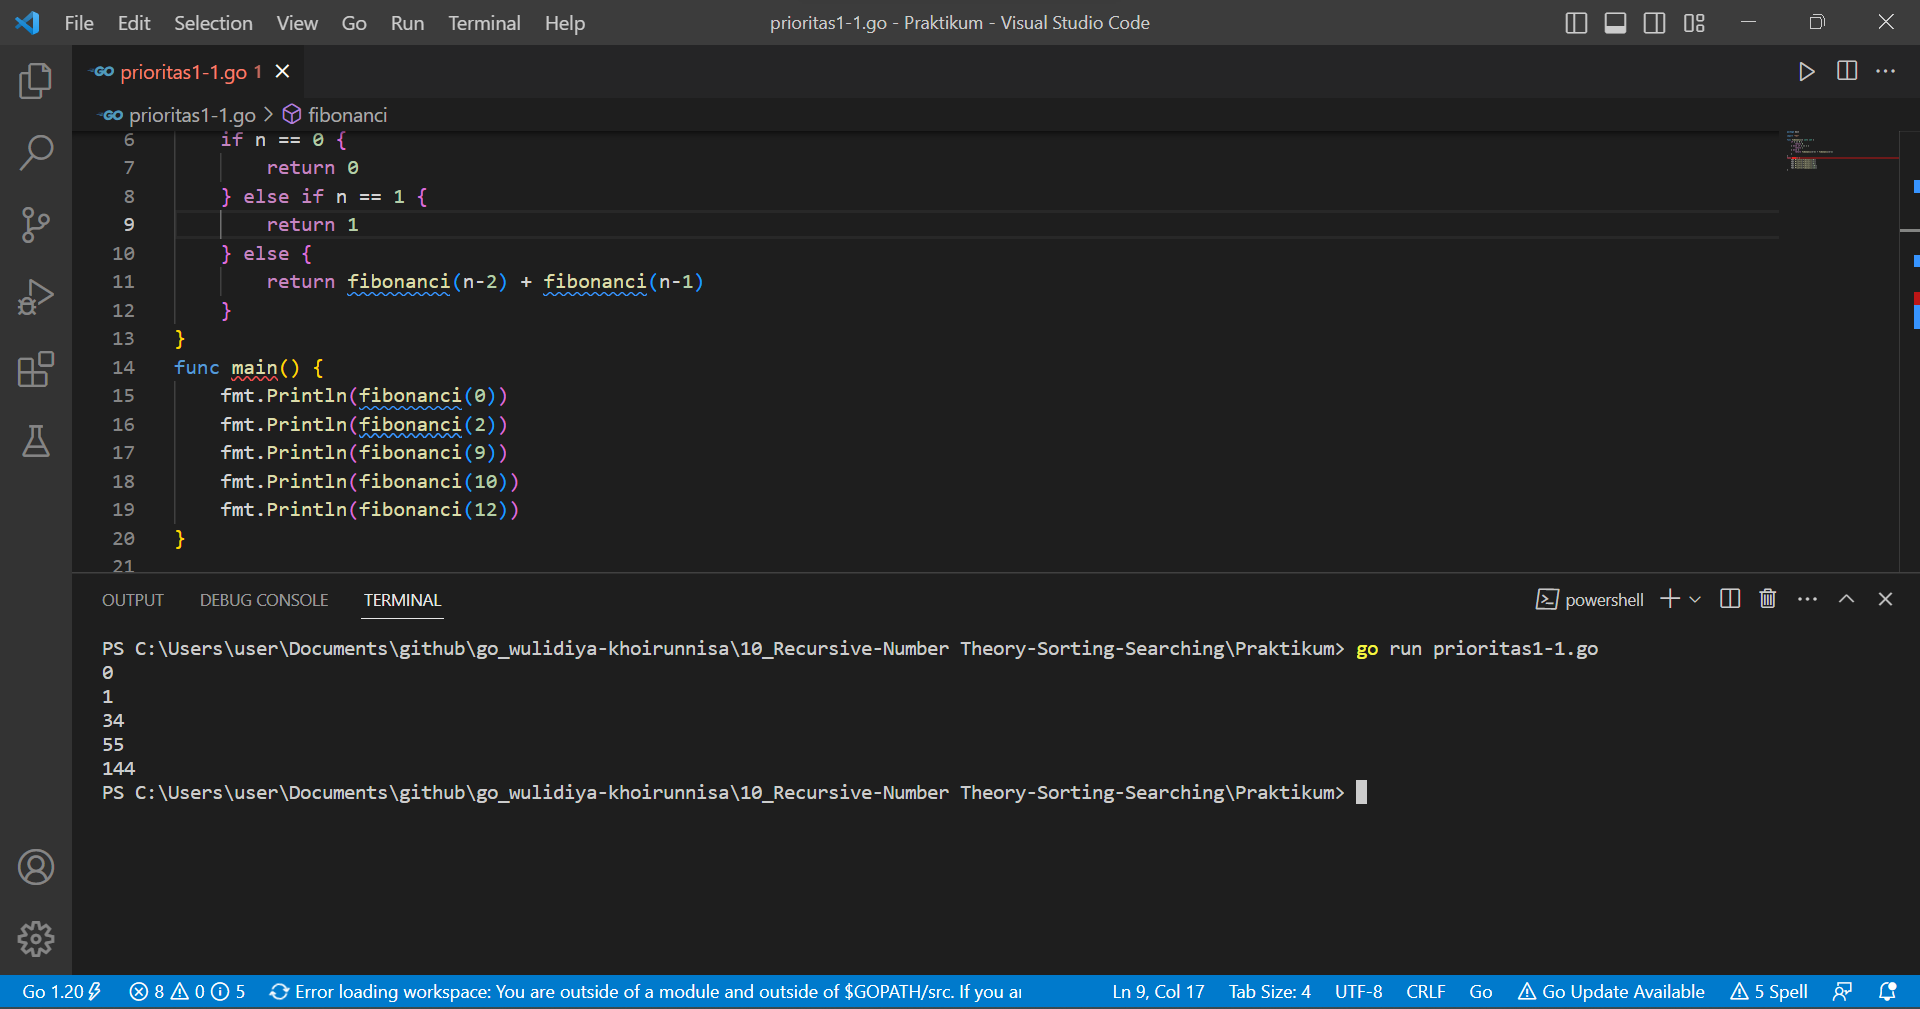 File Edit Selection View Go Run Terminal Help prioritas1-1.go - Praktikum - Visual Studio Code
GO prioritas1-1.go 1
GO prioritas1-1.go > fibonanci
6 if n == 0 {
7 return 0
8 } else if n == 1 {
9 return 1
10 } else {
11 return fibonanci(n-2) + fibonanci(n-1)
12 }
13 }
14 func main() {
15 fmt.Println(fibonanci(0))
16 fmt.Println(fibonanci(2))
17 fmt.Println(fibonanci(9))
18 fmt.Println(fibonanci(10))
19 fmt.Println(fibonanci(12))
20 }
21
OUTPUT DEBUG CONSOLE TERMINAL powershell
PS C:\Users\user\Documents\github\go_wulidiya-khoirunnisa\10_Recursive-Number Theory-Sorting-Searching\Praktikum> go run prioritas1-1.go
0
1
34
55
144
PS C:\Users\user\Documents\github\go_wulidiya-khoirunnisa\10_Recursive-Number Theory-Sorting-Searching\Praktikum>
Go 1.20 8 0 5 Error loading workspace: You are outside of a module and outside of $GOPATH/src. If you Ln 9, Col 17 Tab Size: 4 UTF-8 CRLF Go Go Update Available 5 Spell